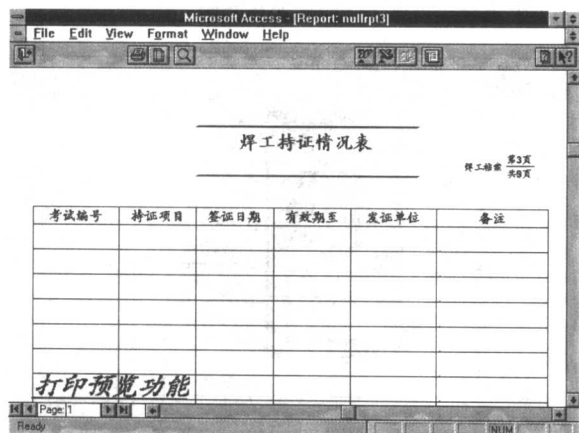 Microsoft Access - [Report: nullrpt3]
File Edit View Format Window Help
焊工持证情况表
焊工档案 第3页
共9页
考试编号 持证项目 签证日期 有效期至 发证单位 备注
打印预览功能
Page: 1
Ready NUM